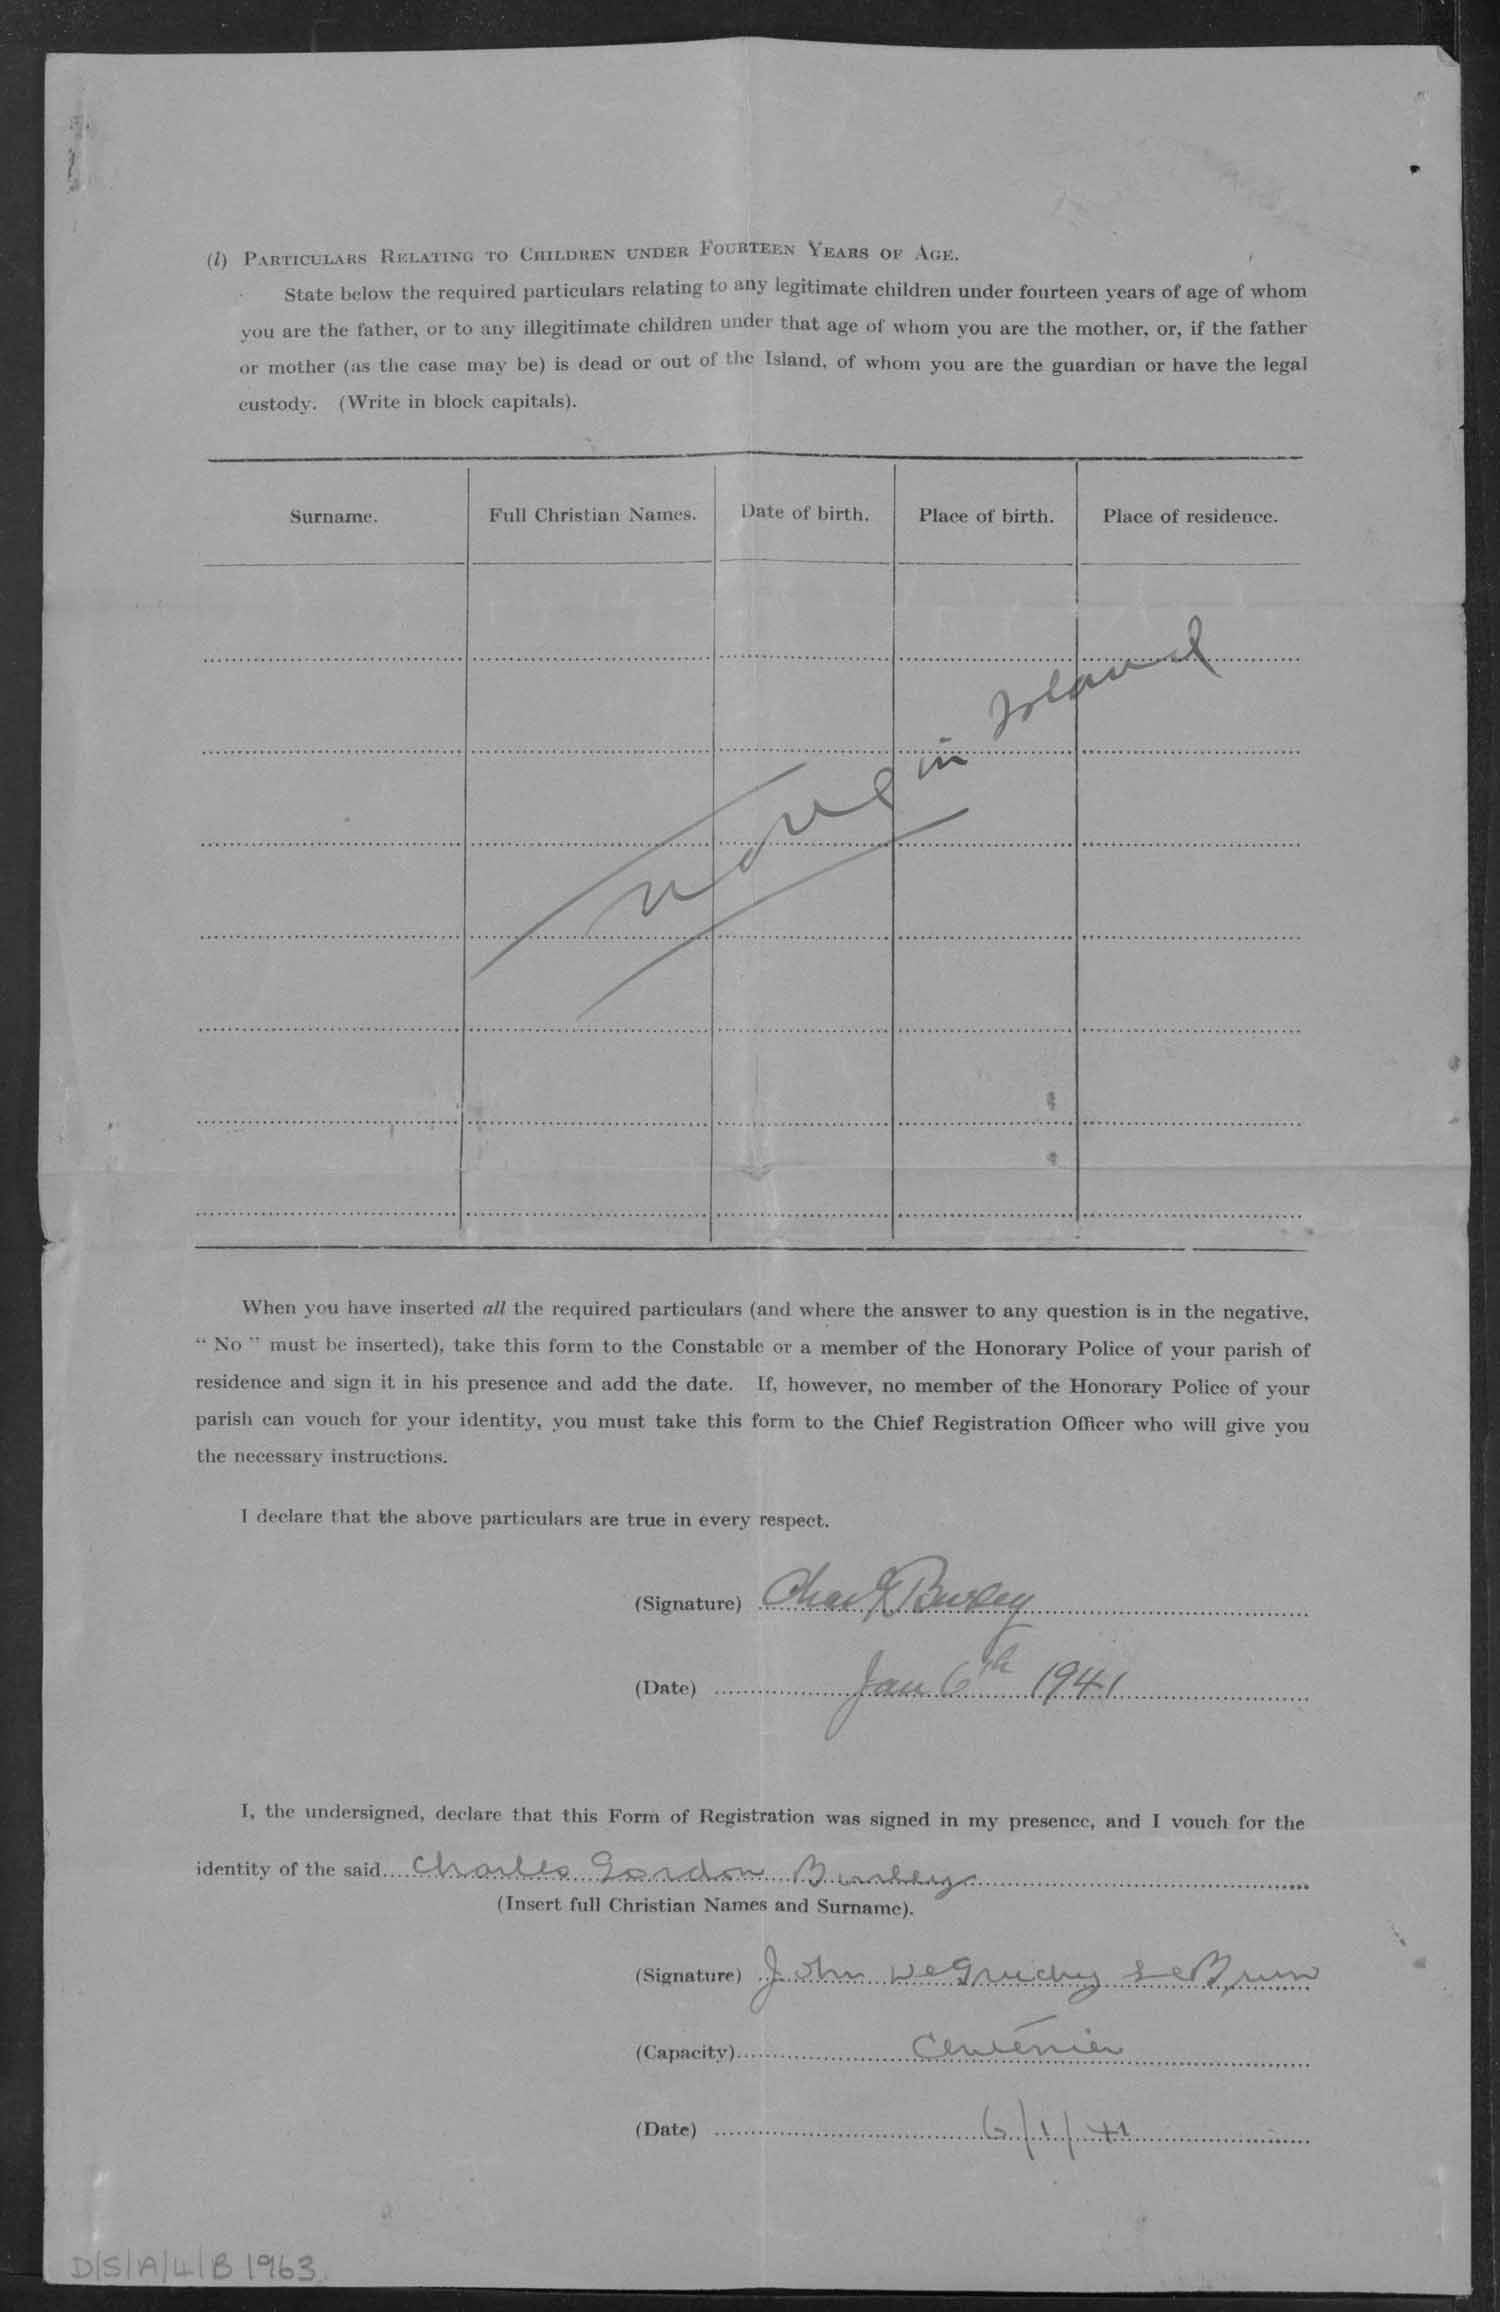 (l) PARTICULARS RELATING TO CHILDREN UNDER FOURTEEN YEARS OF AGE.
State below the required particulars relating to any legitimate children under fourteen years of age of whom
you are the father, or to any illegitimate children under that age of whom you are the mother, or, if the father
or mother (as the case may be) is dead or out of the Island, of whom you are the guardian or have the legal
custody. (Write in block capitals).
Surname. Full Christian Names. Date of birth. Place of birth. Place of residence.
None in Island
When you have inserted all the required particulars (and where the answer to any question is in the negative,
“ No ” must be inserted), take this form to the Constable or a member of the Honorary Police of your parish of
residence and sign it in his presence and add the date. If, however, no member of the Honorary Police of your
parish can vouch for your identity, you must take this form to the Chief Registration Officer who will give you
the necessary instructions.
I declare that the above particulars are true in every respect.
(Signature) Chas G Burley
(Date) Jan 6th 1941
I, the undersigned, declare that this Form of Registration was signed in my presence, and I vouch for the
identity of the said Charles Gordon Burley
(Insert full Christian Names and Surname).
(Signature) John DeGruchy LeBrun
(Capacity) Centenier
(Date) 6/1/41
D/S/A/4/B1963